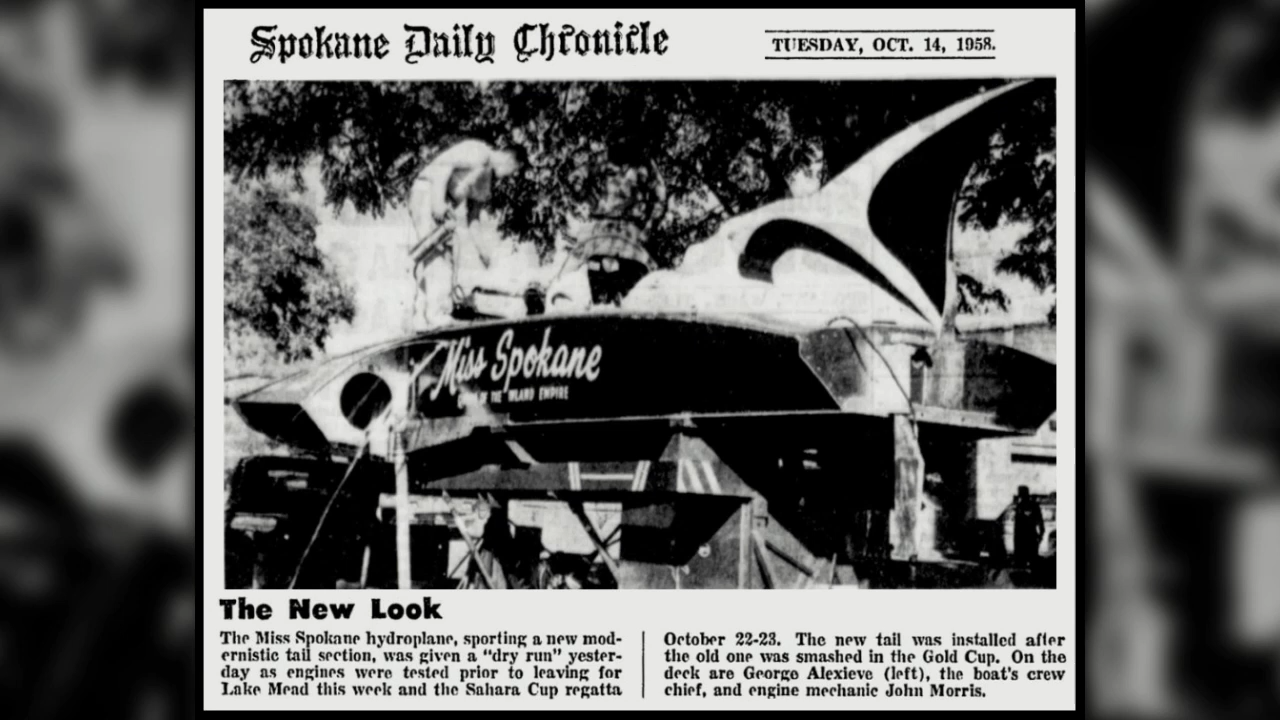 Spokane Daily Chronicle
TUESDAY, OCT. 14, 1958.
Miss Spokane
OF THE INLAND EMPIRE
The New Look
The Miss Spokane hydroplane, sporting a new mod-
ernistic tail section, was given a "dry run" yester-
day as engines were tested prior to leaving for
Lake Mead this week and the Sahara Cup regatta
October 22-23. The new tail was installed after
the old one was smashed in the Gold Cup. On the
deck are George Alexieve (left), the boat's crew
chief, and engine mechanic John Morris.